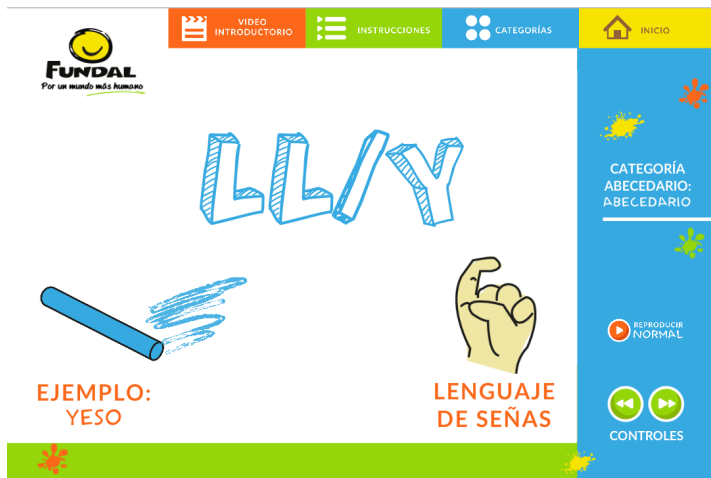 VIDEO
INTRODUCTORIO
INSTRUCCIONES
CATEGORÍAS
INICIO
FUNDAL
Por un mundo más humano
LL/Y
CATEGORÍA
ABECEDARIO:
ABECEDARIO
REPRODUCIR
NORMAL
EJEMPLO:
YESO
LENGUAJE
DE SEÑAS
CONTROLES